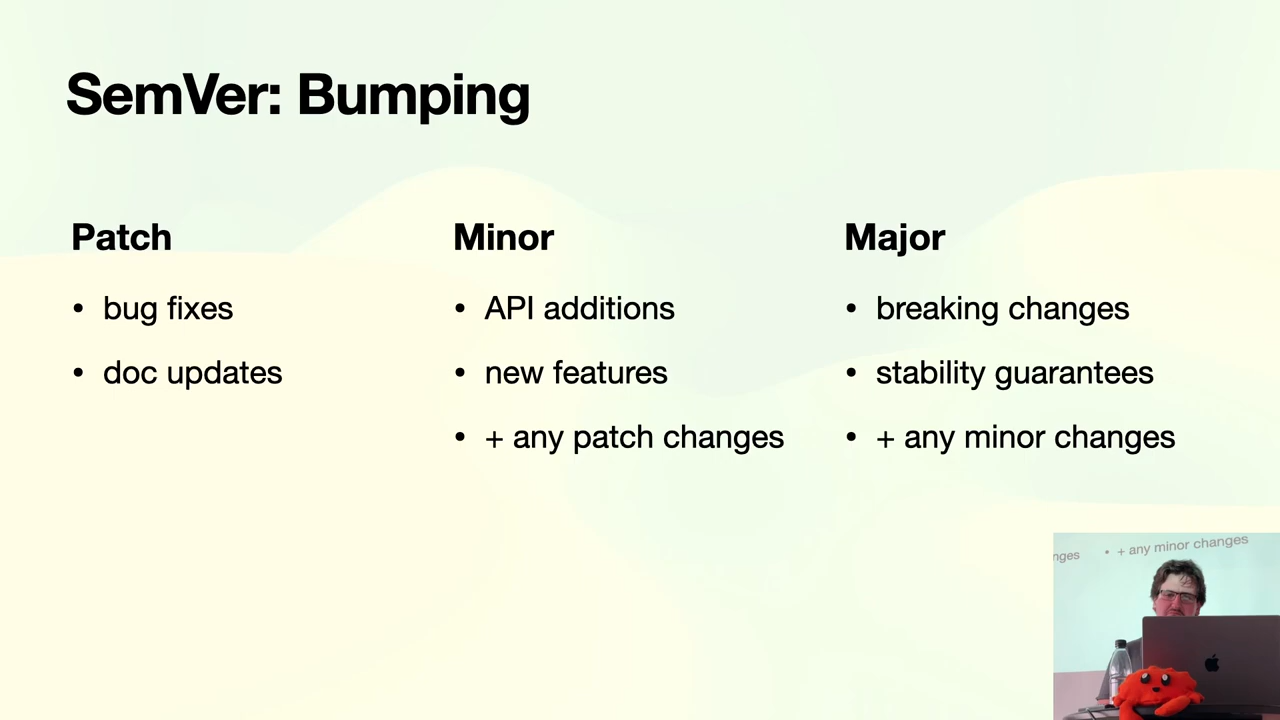 SemVer: Bumping
Patch
• bug fixes
• doc updates
Minor
• API additions
• new features
• + any patch changes
Major
• breaking changes
• stability guarantees
• + any minor changes
nges • + any minor changes